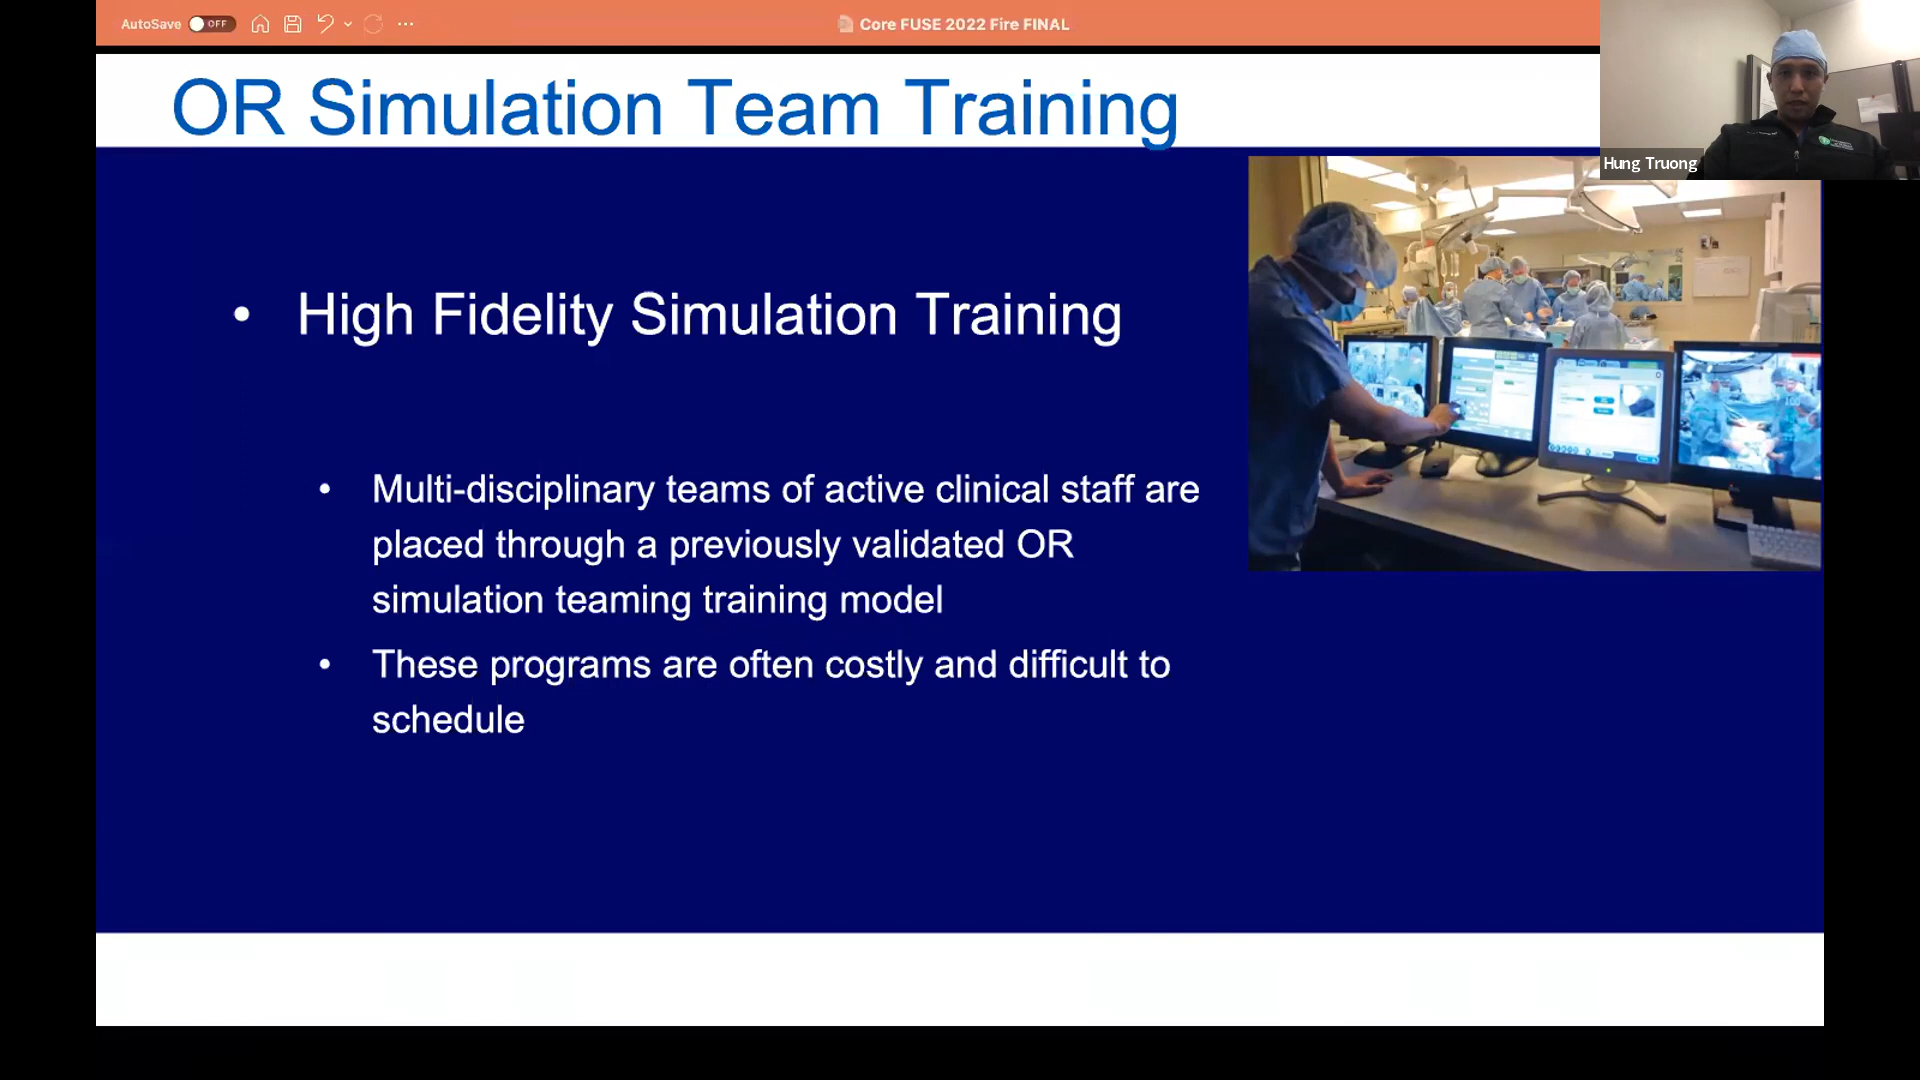 AutoSave OFF
Core FUSE 2022 Fire FINAL
OR Simulation Team Training
Hung Truong
• High Fidelity Simulation Training
• Multi-disciplinary teams of active clinical staff are
placed through a previously validated OR
simulation teaming training model
• These programs are often costly and difficult to
schedule